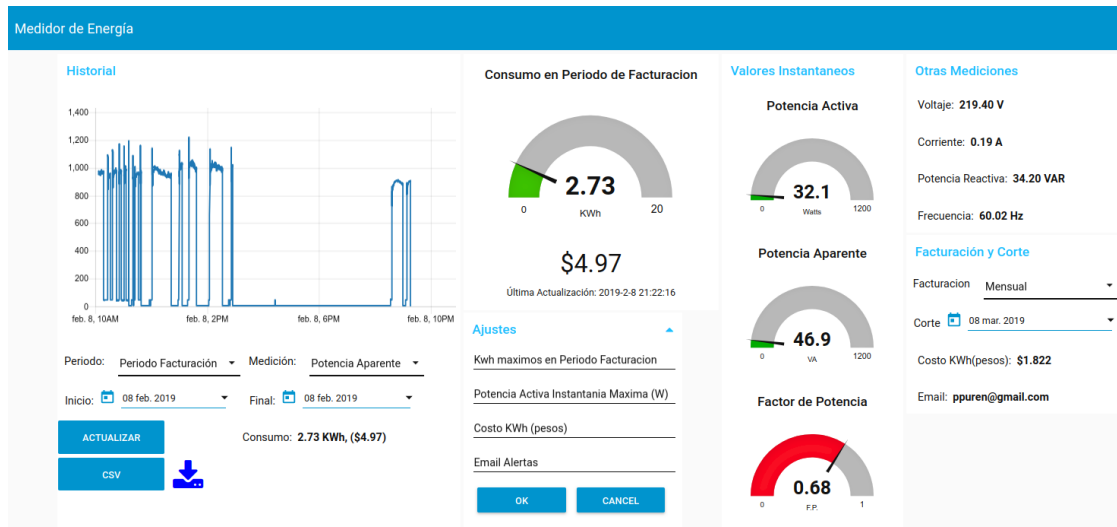 Medidor de Energía
Historial
1,400
1,200
1,000
800
600
400
200
0
feb. 8, 10AM feb. 8, 2PM feb. 8, 6PM feb. 8, 10PM
Periodo: Periodo Facturación Medición: Potencia Aparente
Inicio: 08 feb. 2019 Final: 08 feb. 2019
ACTUALIZAR Consumo: 2.73 KWh, ($4.97)
CSV
Consumo en Periodo de Facturacion
2.73
0 KWh 20
$4.97
Última Actualización: 2019-2-8 21:22:16
Ajustes
Kwh maximos en Periodo Facturacion
Potencia Activa Instantania Maxima (W)
Costo KWh (pesos)
Email Alertas
OK CANCEL
Valores Instantaneos
Potencia Activa
32.1
0 Watts 1200
Potencia Aparente
46.9
0 VA 1200
Factor de Potencia
0.68
0 F.P. 1
Otras Mediciones
Voltaje: 219.40 V
Corriente: 0.19 A
Potencia Reactiva: 34.20 VAR
Frecuencia: 60.02 Hz
Facturación y Corte
Facturacion Mensual
Corte 08 mar. 2019
Costo KWh(pesos): $1.822
Email: ppuren@gmail.com